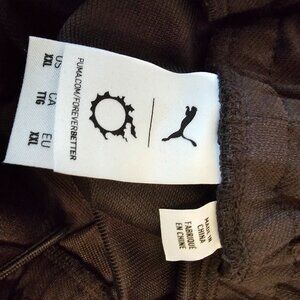 PUMA.COM/FOREVERBETTER
US
XXL
CA
TTG
EU
XXL
MADE IN
CHINA
FABRIQUÉ
EN CHINE